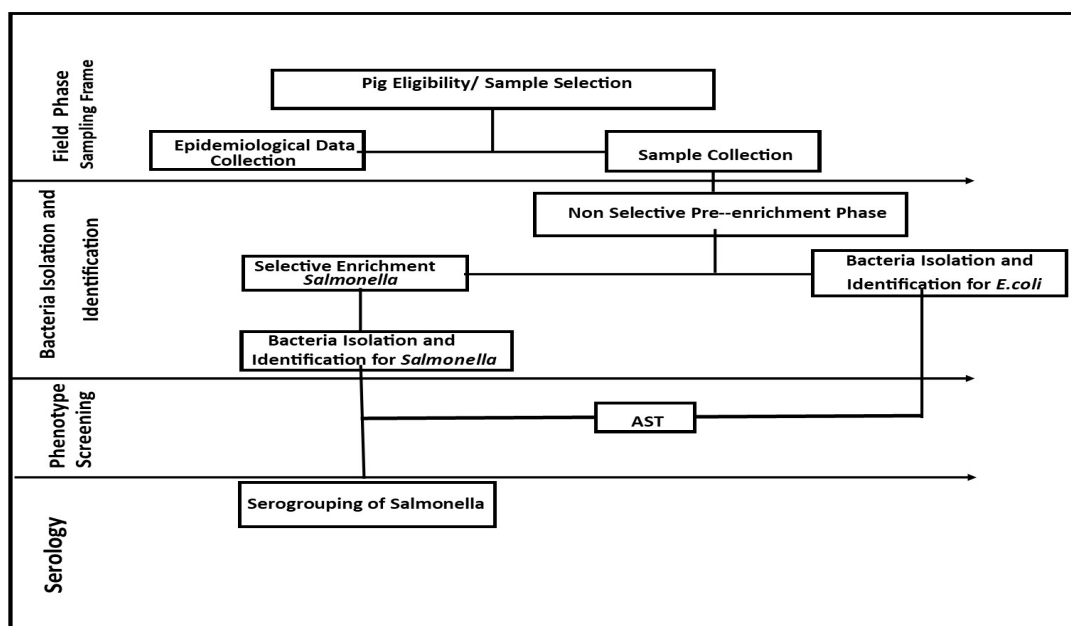 Field Phase
Sampling Frame
Pig Eligibility/ Sample Selection
Epidemiological Data
Collection
Sample Collection
Bacteria Isolation and
Identification
Non Selective Pre--enrichment Phase
Selective Enrichment
Salmonella
Bacteria Isolation and
Identification for E.coli
Bacteria Isolation and
Identification for Salmonella
Phenotype
Screening
AST
Serology
Serogrouping of Salmonella